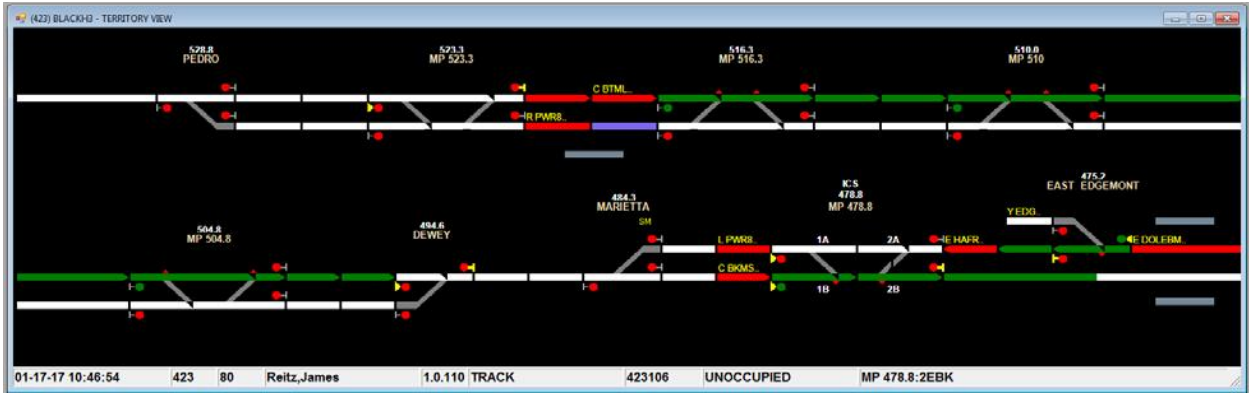 (423) BLACKH3 - TERRITORY VIEW
528.8
PEDRO
523.3
MP 523.3
516.3
MP 516.3
510.0
MP 510
C BTML..
R PWR8..
504.8
MP 504.8
494.6
DEWEY
484.3
MARIETTA
SM
ICS
478.8
MP 478.8
475.2
EAST EDGEMONT
Y EDG..
L PWR8..
1A 2A
E HAFR..
E DOLEBM..
C BKMS..
1B 2B
01-17-17 10:46:54 423 80 Reitz,James 1.0.110 TRACK 423106 UNOCCUPIED MP 478.8:2EBK